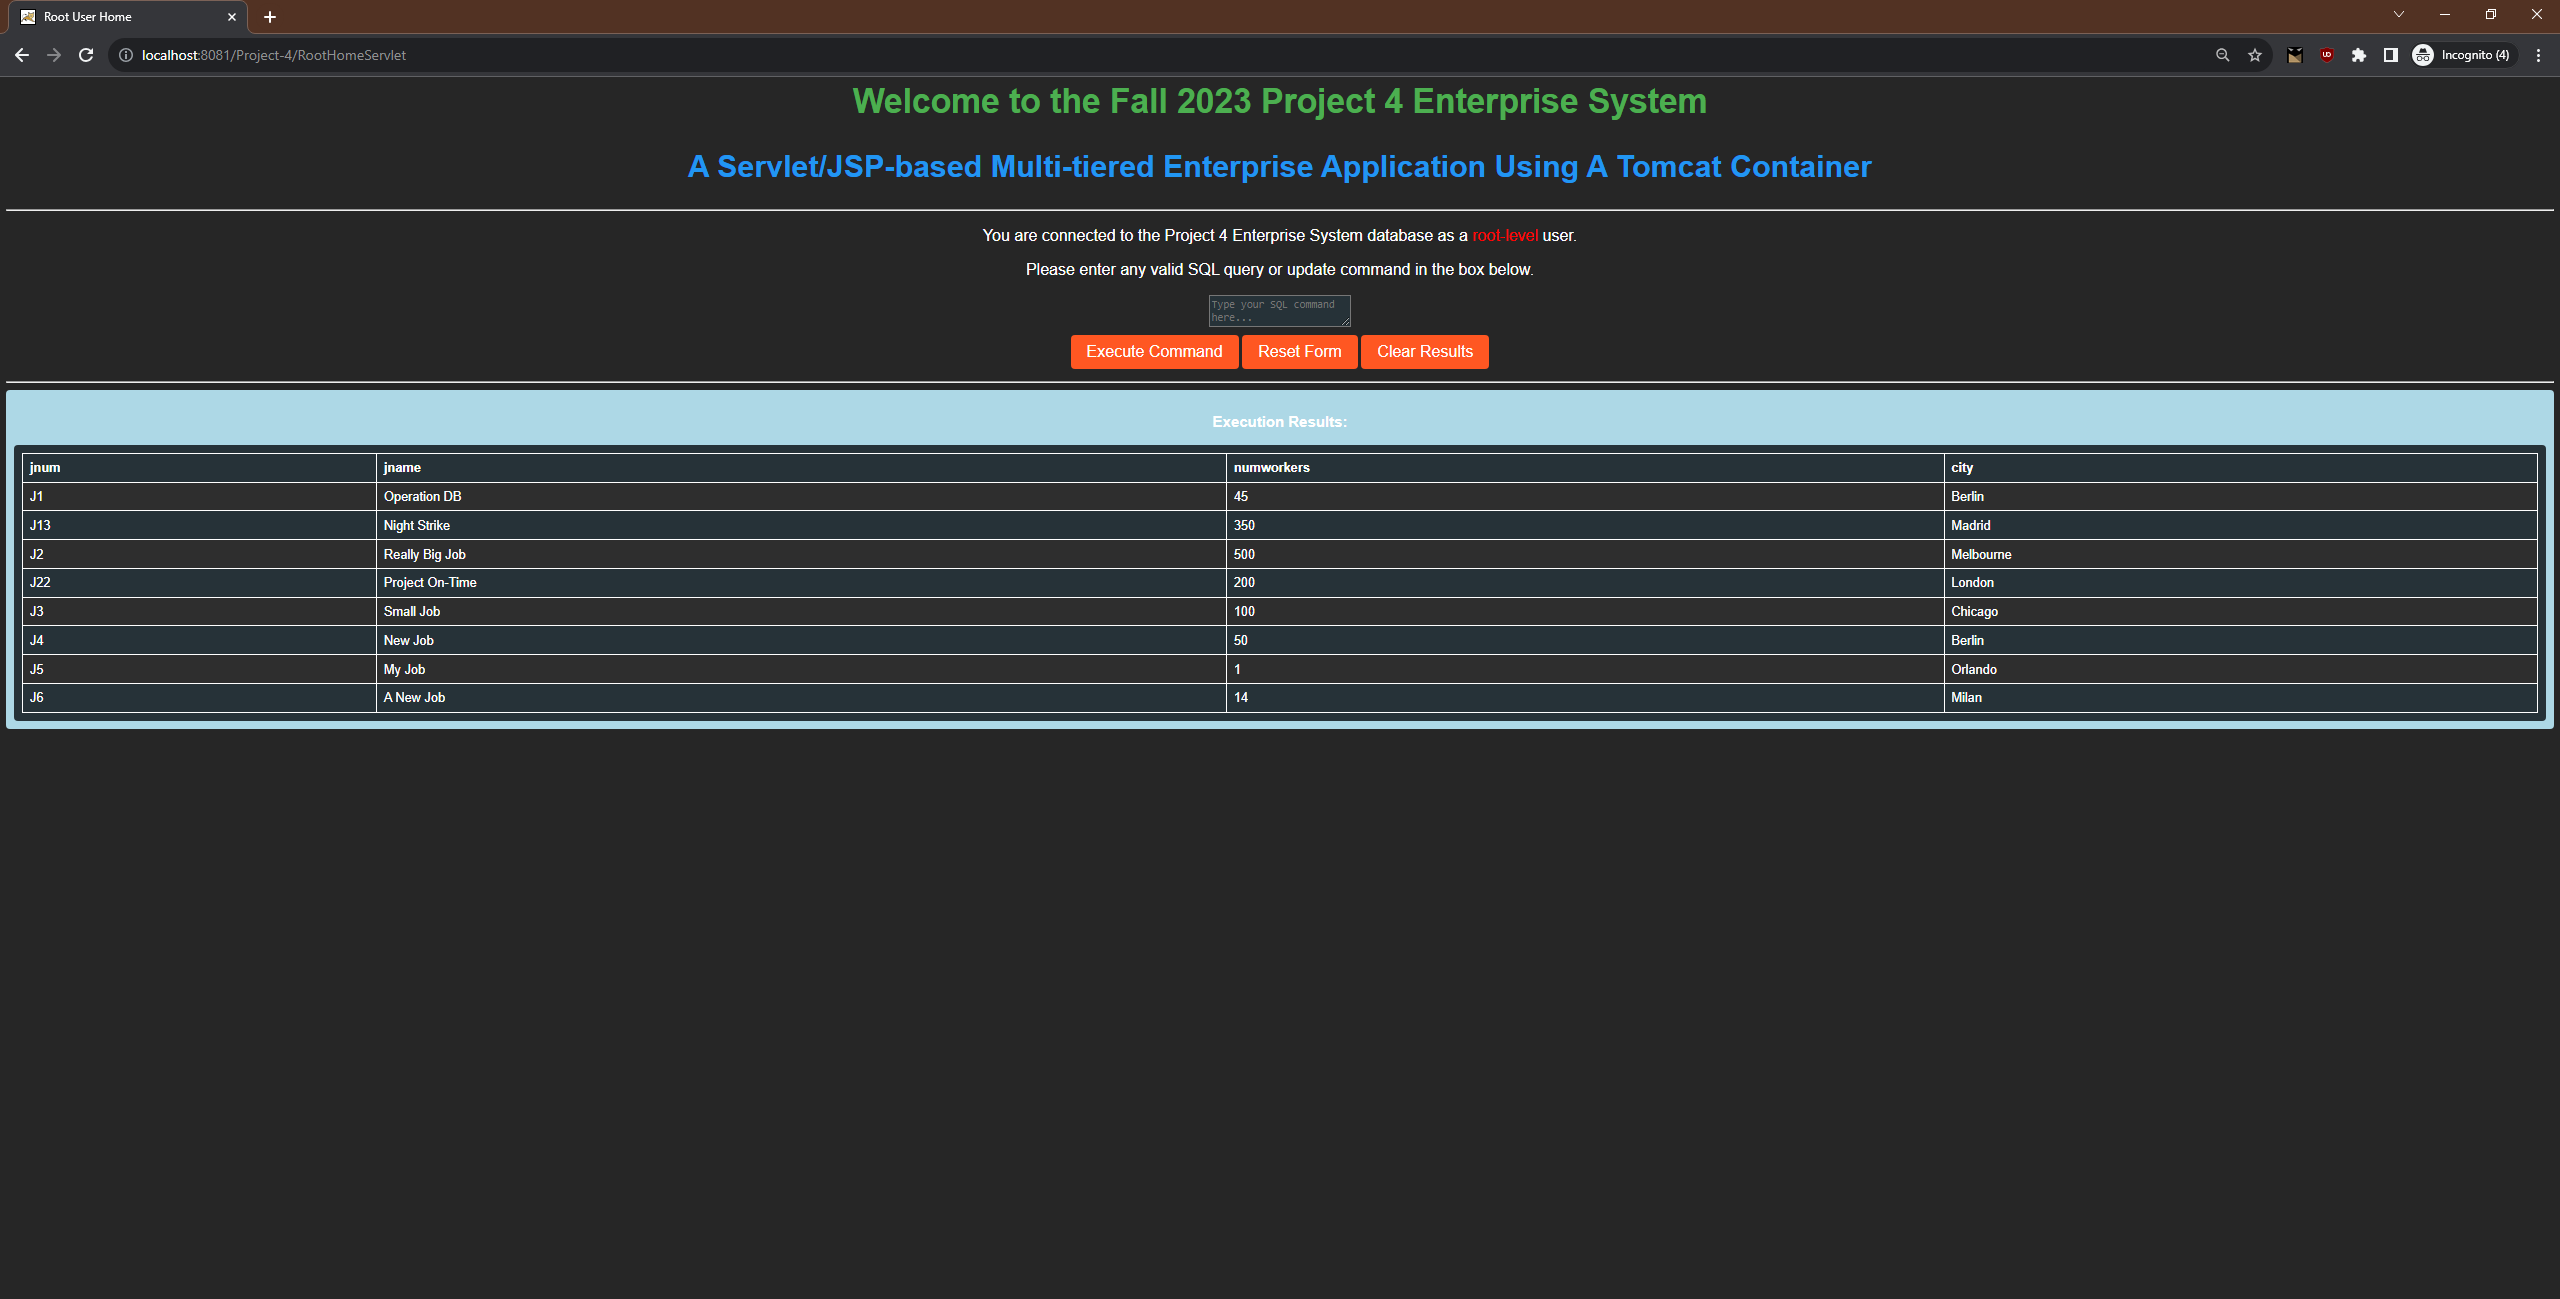 Root User Home
localhost:8081/Project-4/RootHomeServlet
Incognito (4)
Welcome to the Fall 2023 Project 4 Enterprise System
A Servlet/JSP-based Multi-tiered Enterprise Application Using A Tomcat Container
You are connected to the Project 4 Enterprise System database as a root-level user.
Please enter any valid SQL query or update command in the box below.
Type your SQL command
here...
Execute Command Reset Form Clear Results
Execution Results:
jnum jname numworkers city
J1 Operation DB 45 Berlin
J13 Night Strike 350 Madrid
J2 Really Big Job 500 Melbourne
J22 Project On-Time 200 London
J3 Small Job 100 Chicago
J4 New Job 50 Berlin
J5 My Job 1 Orlando
J6 A New Job 14 Milan